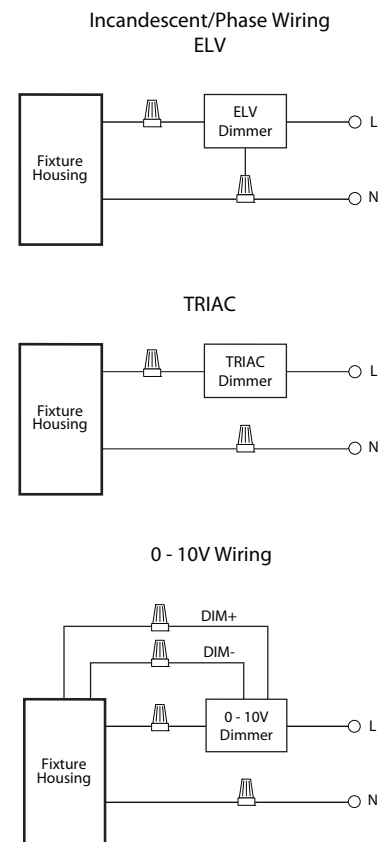 Incandescent/Phase Wiring
ELV
ELV
Dimmer
L
Fixture
Housing
N
TRIAC
TRIAC
Dimmer
L
Fixture
Housing
N
0 - 10V Wiring
DIM+
DIM-
0 - 10V
Dimmer
L
Fixture
Housing
N